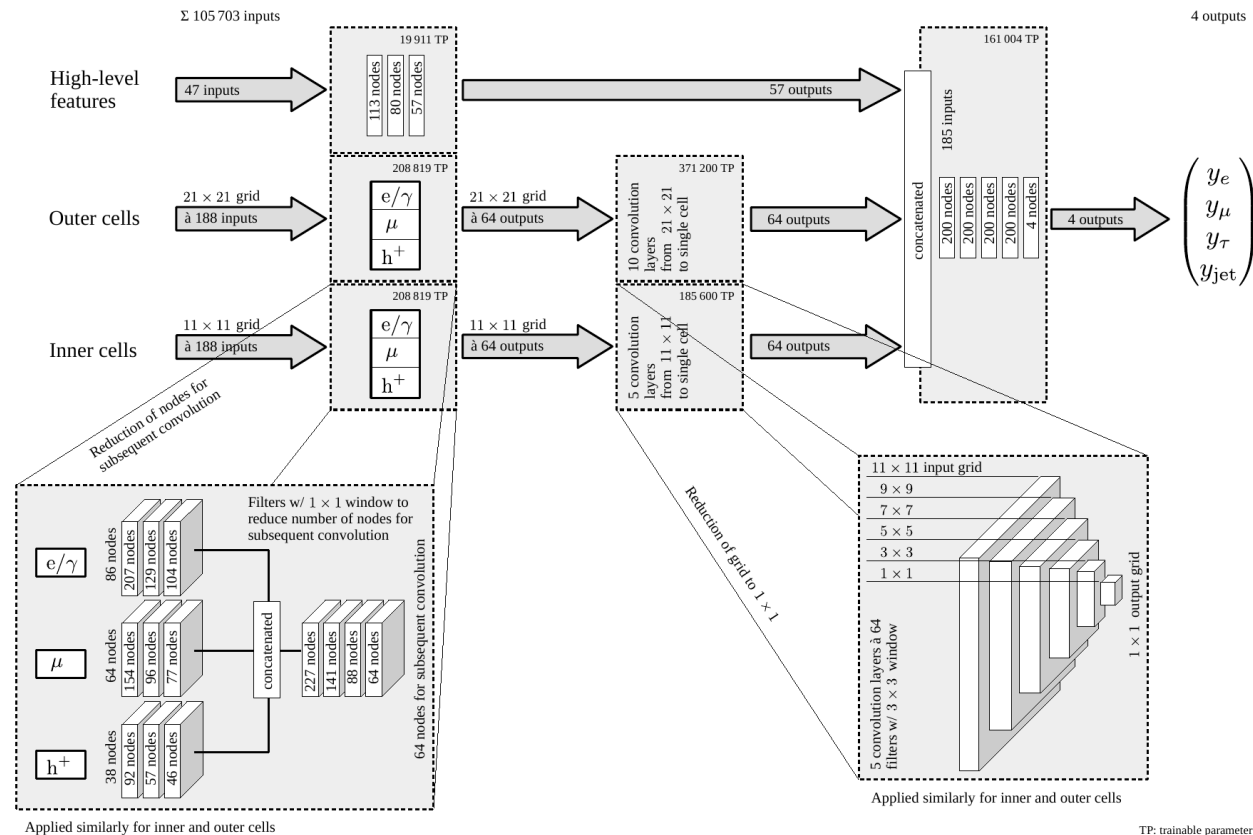 Σ 105 703 inputs
4 outputs
19 911 TP
161 004 TP
High-level
features
47 inputs
113 nodes
80 nodes
57 nodes
57 outputs
185 inputs
208 819 TP
371 200 TP
Outer cells
21 × 21 grid
à 188 inputs
e/γ
μ
h⁺
21 × 21 grid
à 64 outputs
10 convolution
layers
from 21 × 21
to single cell
64 outputs
concatenated
200 nodes
200 nodes
200 nodes
200 nodes
4 nodes
4 outputs
y_e
y_μ
y_τ
y_jet
208 819 TP
185 600 TP
Inner cells
11 × 11 grid
à 188 inputs
e/γ
μ
h⁺
11 × 11 grid
à 64 outputs
5 convolution
layers
from 11 × 11
to single cell
64 outputs
Reduction of nodes for
subsequent convolution
Filters w/ 1 × 1 window to
reduce number of nodes for
subsequent convolution
e/γ
86 nodes
207 nodes
129 nodes
104 nodes
μ
64 nodes
154 nodes
96 nodes
77 nodes
h⁺
38 nodes
92 nodes
57 nodes
46 nodes
concatenated
227 nodes
141 nodes
88 nodes
64 nodes
64 nodes for subsequent convolution
Applied similarly for inner and outer cells
Reduction of grid to 1 × 1
11 × 11 input grid
9 × 9
7 × 7
5 × 5
3 × 3
1 × 1
5 convolution layers à 64
filters w/ 3 × 3 window
1 × 1 output grid
Applied similarly for inner and outer cells
TP: trainable parameter